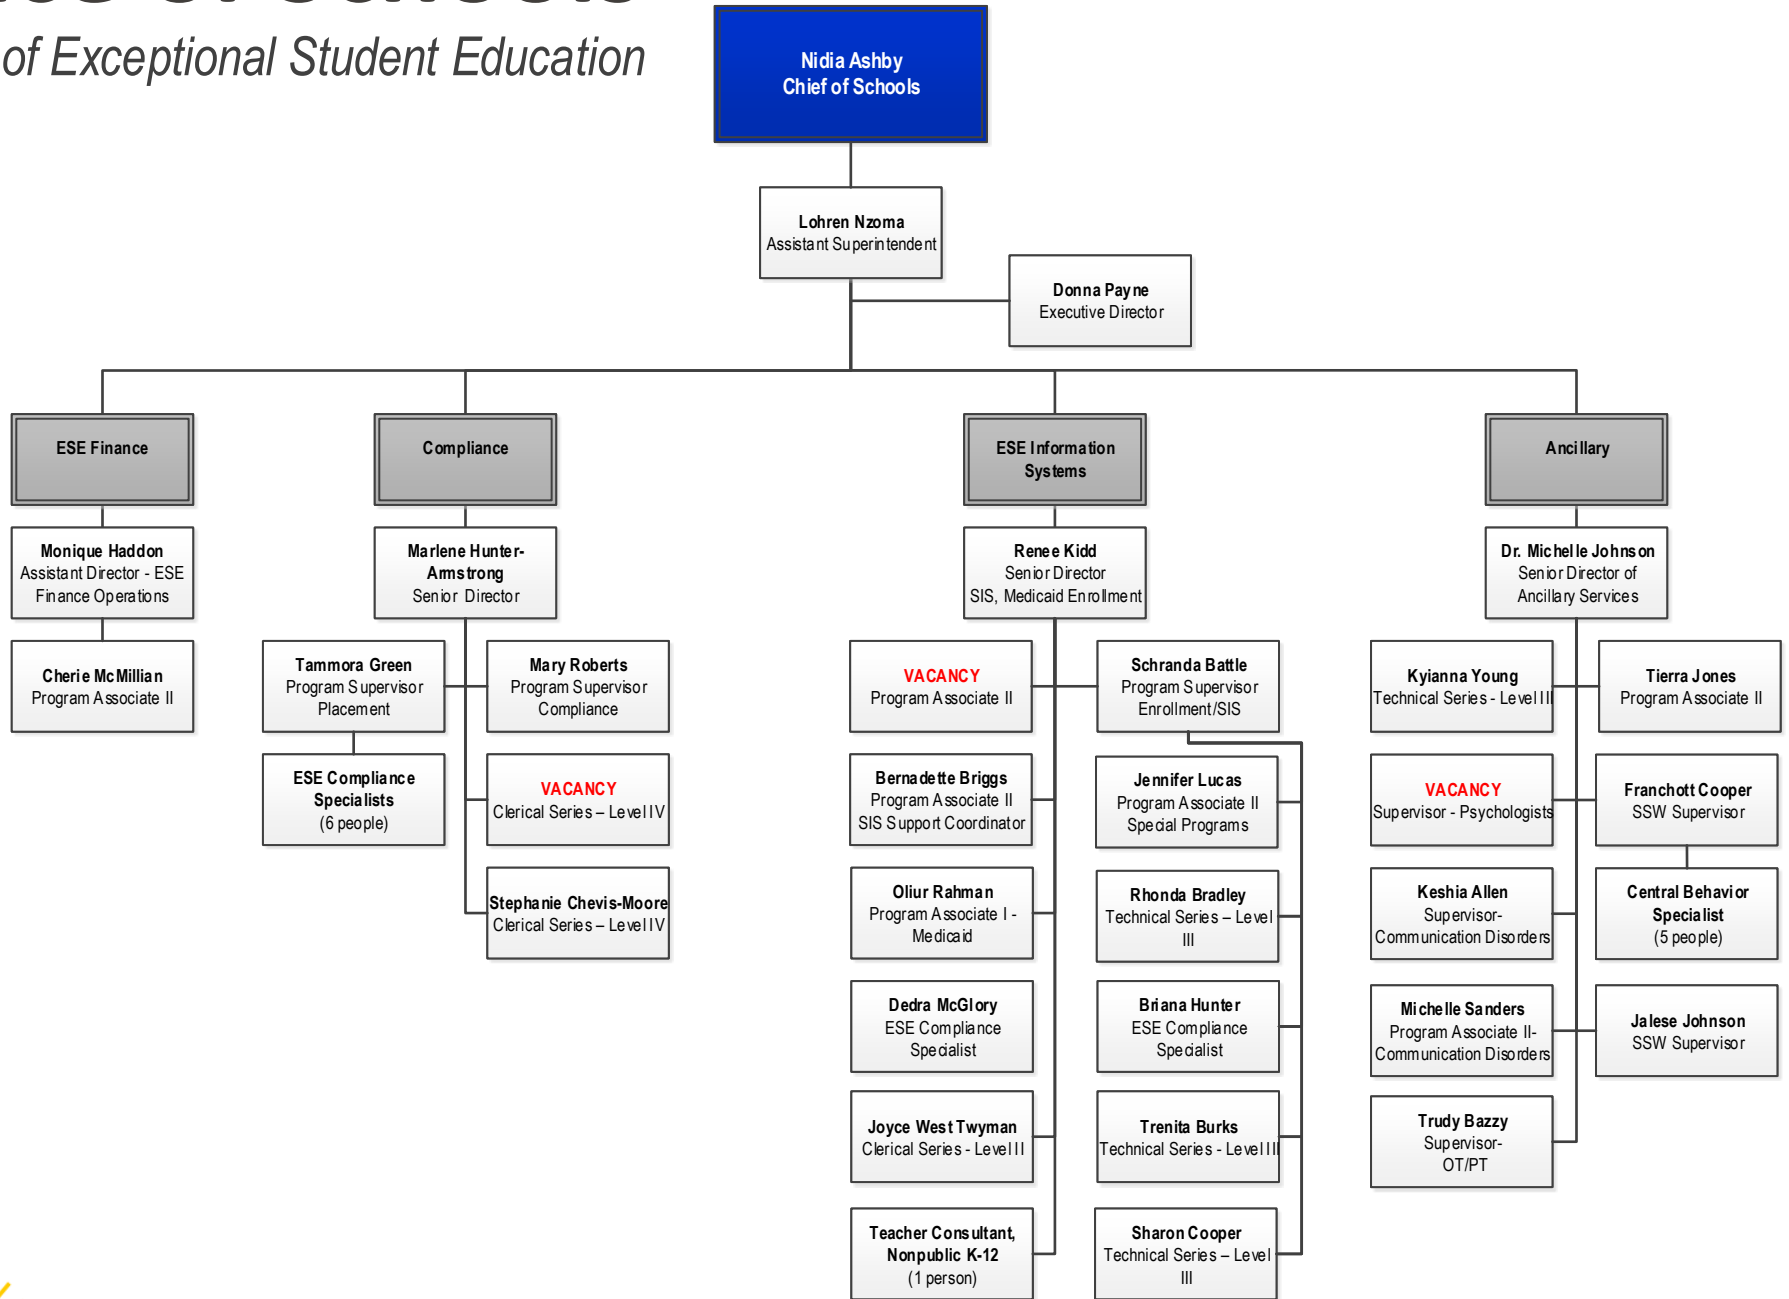 of Exceptional Student Education
Nidia Ashby
Chief of Schools
Lohren Nzoma
Assistant Superintendent
Donna Payne
Executive Director
ESE Finance
Monique Haddon
Assistant Director - ESE
Finance Operations
Cherie McMillian
Program Associate II
Compliance
Marlene Hunter-
Armstrong
Senior Director
Tammora Green
Program Supervisor
Placement
ESE Compliance
Specialists
(6 people)
Mary Roberts
Program Supervisor
Compliance
VACANCY
Clerical Series – Level IV
Stephanie Chevis-Moore
Clerical Series – Level IV
ESE Information
Systems
Renee Kidd
Senior Director
SIS, Medicaid Enrollment
VACANCY
Program Associate II
Bernadette Briggs
Program Associate II
SIS Support Coordinator
Oliur Rahman
Program Associate I -
Medicaid
Dedra McGlory
ESE Compliance
Specialist
Joyce West Twyman
Clerical Series - Level II
Teacher Consultant,
Nonpublic K-12
(1 person)
Schranda Battle
Program Supervisor
Enrollment/SIS
Jennifer Lucas
Program Associate II
Special Programs
Rhonda Bradley
Technical Series – Level
III
Briana Hunter
ESE Compliance
Specialist
Trenita Burks
Technical Series - Level III
Sharon Cooper
Technical Series – Level
III
Ancillary
Dr. Michelle Johnson
Senior Director of
Ancillary Services
Kyianna Young
Technical Series - Level III
VACANCY
Supervisor - Psychologists
Keshia Allen
Supervisor-
Communication Disorders
Michelle Sanders
Program Associate II-
Communication Disorders
Trudy Bazzy
Supervisor-
OT/PT
Tierra Jones
Program Associate II
Franchott Cooper
SSW Supervisor
Central Behavior
Specialist
(5 people)
Jalese Johnson
SSW Supervisor